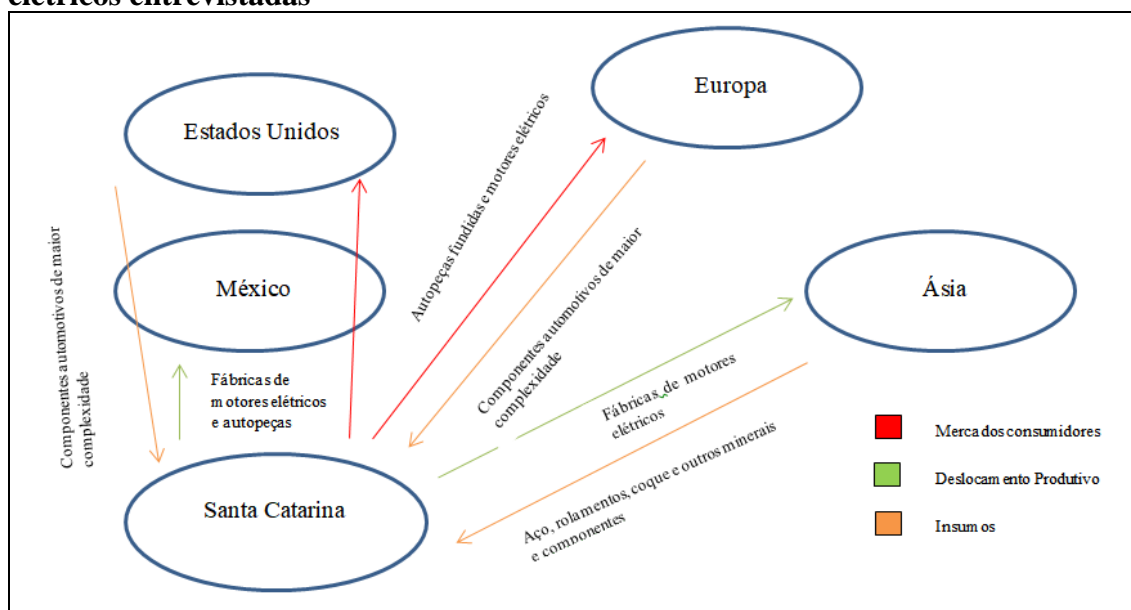 elétricos entrevistadas
Estados Unidos
Europa
México
Ásia
Santa Catarina
Autopeças fundidas e motores elétricos
Componentes automotivos de maior
complexidade
Componentes automotivos de maior
complexidade
Fábricas de
motores elétricos
e autopeças
Fábricas de motores
elétricos
Aço, rolamentos, coque e outros minerais
e componentes
Mercados consumidores
Deslocamento Produtivo
Insumos